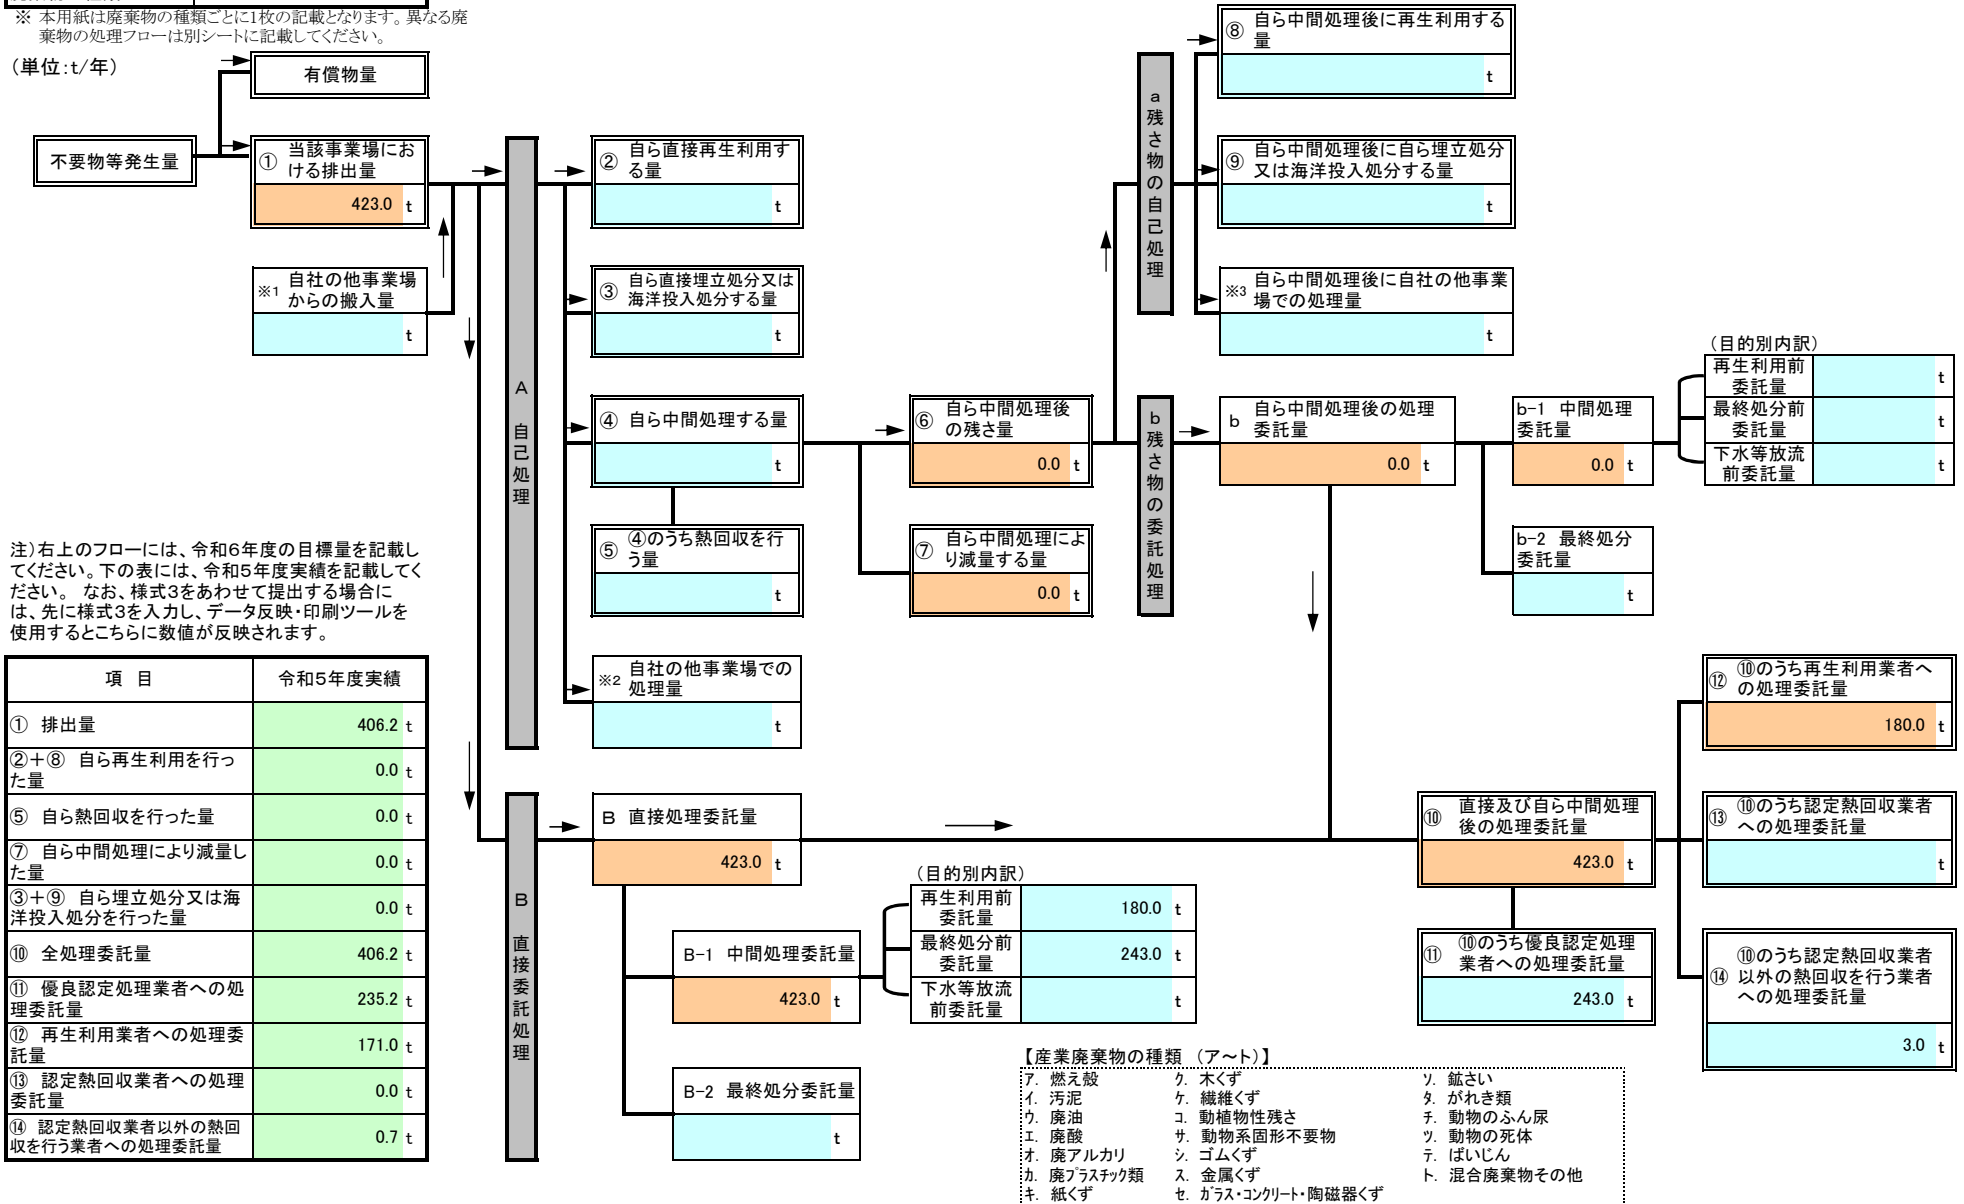 ※ 本用紙は廃棄物の種類ごとに1枚の記載となります。異なる廃
棄物の処理フローは別シートに記載してください。
(単位:t/年)
有償物量
不要物等発生量
① 当該事業場にお
ける排出量
423.0 t
※1 自社の他事業場
からの搬入量
t
A 自己処理
② 自ら直接再生利用す
る量
t
③ 自ら直接埋立処分又は
海洋投入処分する量
t
④ 自ら中間処理する量
t
⑤ ④のうち熱回収を行
う量
t
※2 自社の他事業場での
処理量
t
⑥ 自ら中間処理後
の残さ量
0.0 t
⑦ 自ら中間処理によ
り減量する量
0.0 t
a 残さ物の自己処理
⑧ 自ら中間処理後に再生利用する
量
t
⑨ 自ら中間処理後に自ら埋立処分
又は海洋投入処分する量
t
※3 自ら中間処理後に自社の他事業
場での処理量
t
b 残さ物の委託処理
b 自ら中間処理後の処理
委託量
0.0 t
b-1 中間処理
委託量
0.0 t
(目的別内訳)
再生利用前
委託量
t
最終処分前
委託量
t
下水等放流
前委託量
t
b-2 最終処分
委託量
t
注)右上のフローには、令和6年度の目標量を記載し
てください。下の表には、令和5年度実績を記載してく
ださい。 なお、様式3をあわせて提出する場合に
は、先に様式3を入力し、データ反映・印刷ツールを
使用するとこちらに数値が反映されます。
項 目 令和5年度実績
① 排出量 406.2 t
②+⑧ 自ら再生利用を行っ
た量
0.0 t
⑤ 自ら熱回収を行った量 0.0 t
⑦ 自ら中間処理により減量し
た量
0.0 t
③+⑨ 自ら埋立処分又は海
洋投入処分を行った量
0.0 t
⑩ 全処理委託量 406.2 t
⑪ 優良認定処理業者への処
理委託量
235.2 t
⑫ 再生利用業者への処理委
託量
171.0 t
⑬ 認定熱回収業者への処理
委託量
0.0 t
⑭ 認定熱回収業者以外の熱回
収を行う業者への処理委託量
0.7 t
B 直接委託処理
B 直接処理委託量
423.0 t
(目的別内訳)
再生利用前
委託量
180.0 t
最終処分前
委託量
243.0 t
下水等放流
前委託量
t
B-1 中間処理委託量
423.0 t
B-2 最終処分委託量
t
⑩ 直接及び自ら中間処理
後の処理委託量
423.0 t
⑪ ⑩のうち優良認定処理
業者への処理委託量
243.0 t
⑫ ⑩のうち再生利用業者へ
の処理委託量
180.0 t
⑬ ⑩のうち認定熱回収業者
への処理委託量
t
⑭ ⑩のうち認定熱回収業者
以外の熱回収を行う業者
への処理委託量
3.0 t
【産業廃棄物の種類 (ア~ト)】
ア. 燃え殻 ク. 木くず ソ. 鉱さい
イ. 汚泥 ケ. 繊維くず タ. がれき類
ウ. 廃油 コ. 動植物性残さ チ. 動物のふん尿
エ. 廃酸 サ. 動物系固形不要物 ツ. 動物の死体
オ. 廃アルカリ シ. ゴムくず テ. ばいじん
カ. 廃プラスチック類 ス. 金属くず ト. 混合廃棄物その他
キ. 紙くず セ. ガラス・コンクリート・陶磁器くず